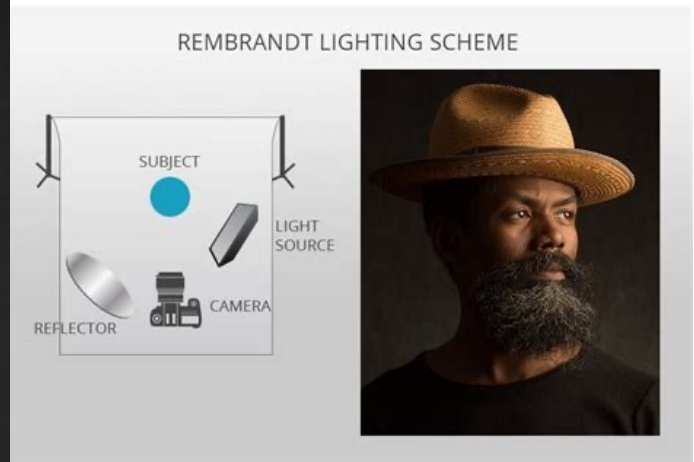 REMBRANDT LIGHTING SCHEME
SUBJECT
LIGHT
SOURCE
CAMERA
REFLECTOR